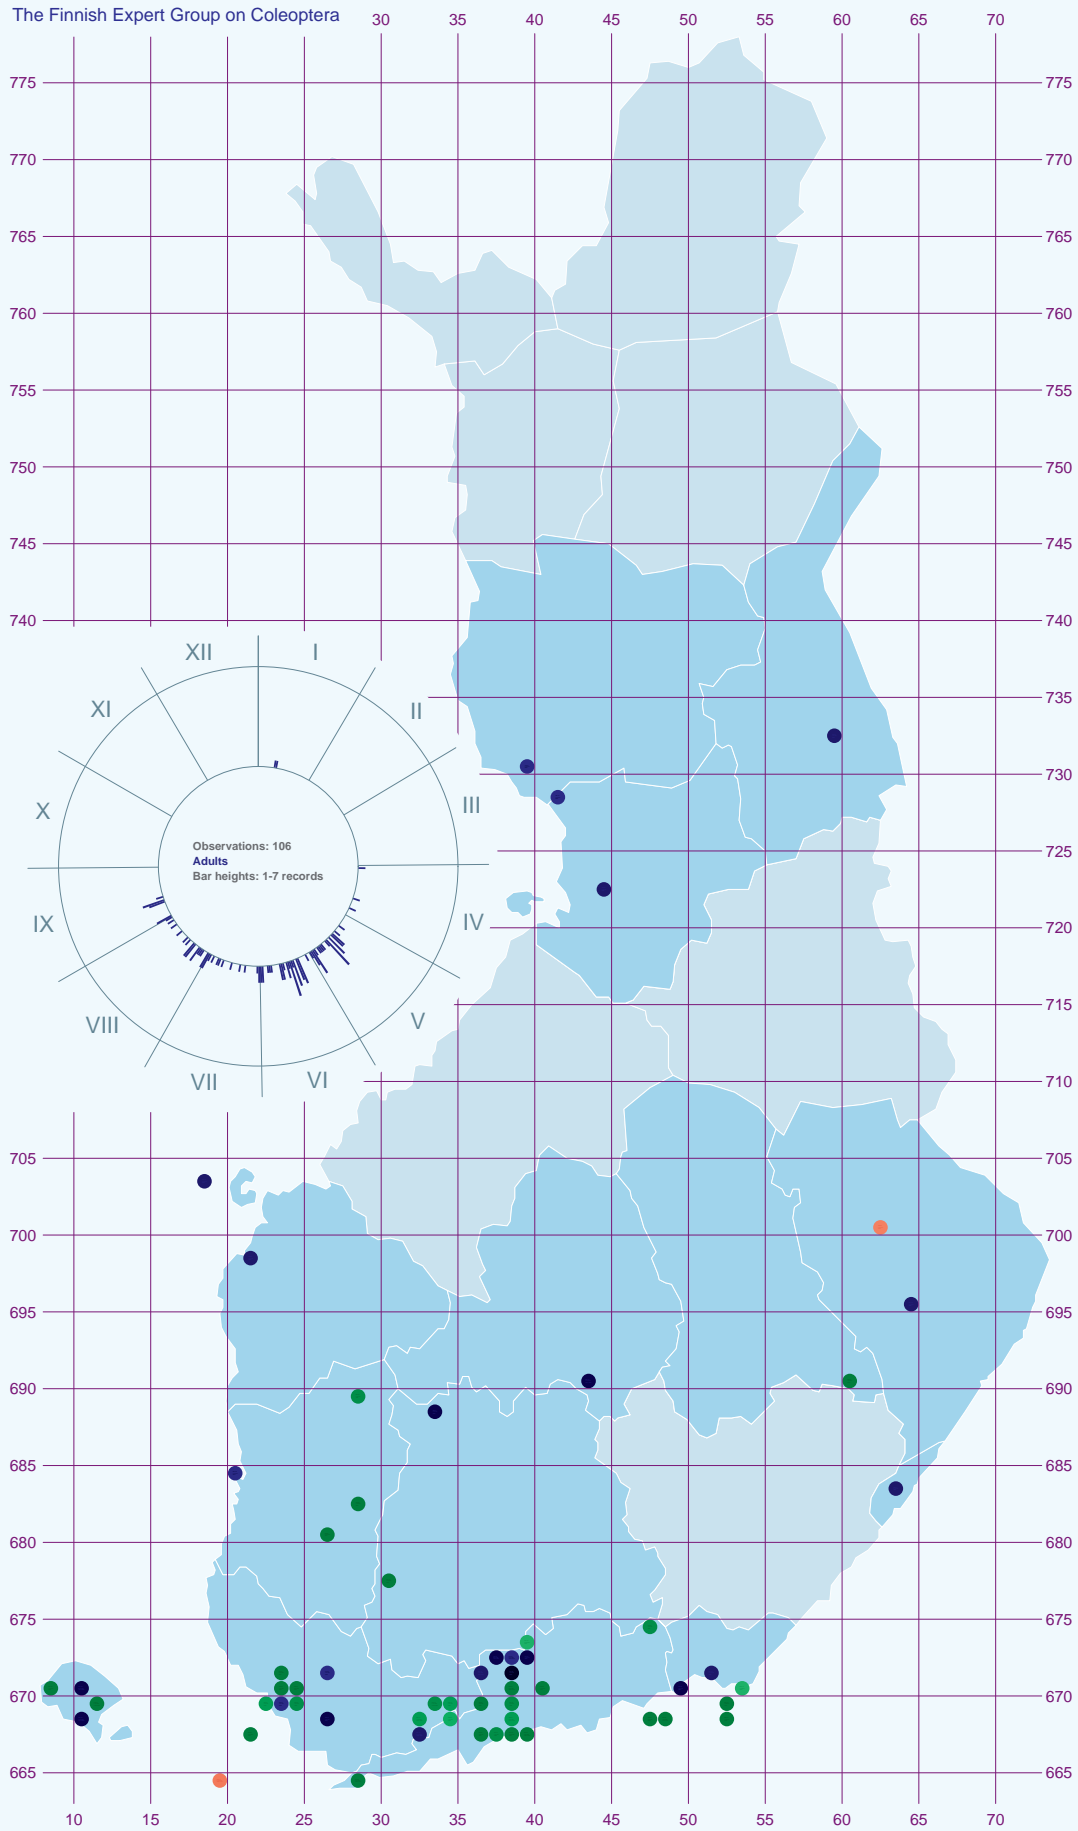 The Finnish Expert Group on Coleoptera
30 40 45 50 55 60 70
775 775
770 770
765 765
760 760
755 755
750 750
745 745
740 740
XII I
XI II
735
730
X III
Observations: 106
Adults
Bar heights: 1-7 records
725
IX IV
720
VIII V
715
VII VI
710
705 705
700 700
695 695
690 690
685 685
680 680
675 675
670 670
665 665
10 15 20 25 30 35 40 45 50 55 60 65 70